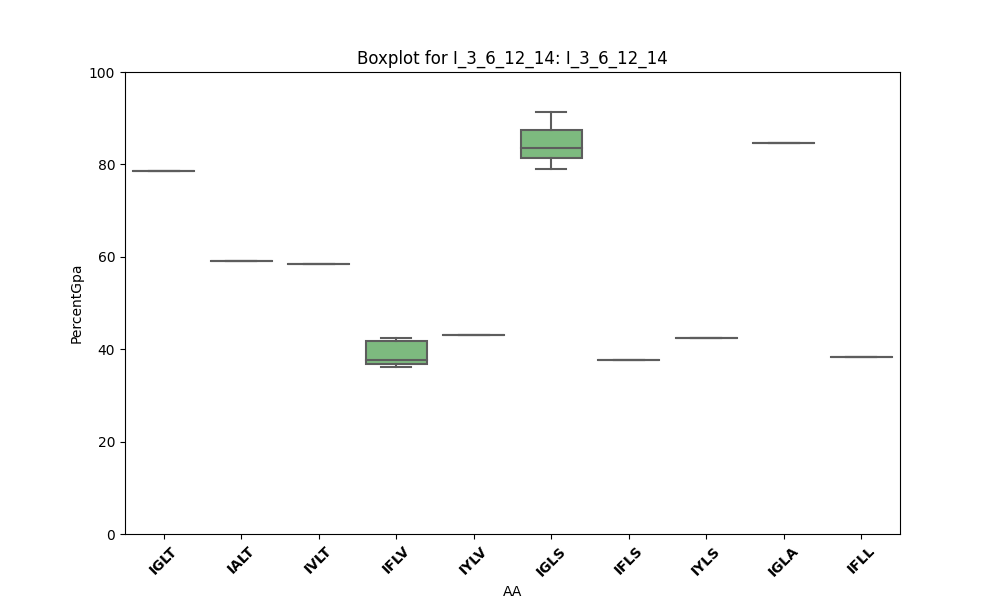 Boxplot for I_3_6_12_14: I_3_6_12_14
PercentGpa
100
80
60
40
20
0
IGLT IALT IVLT IFLV IYLV IGLS IFLS IYLS IGLA IFLL
AA